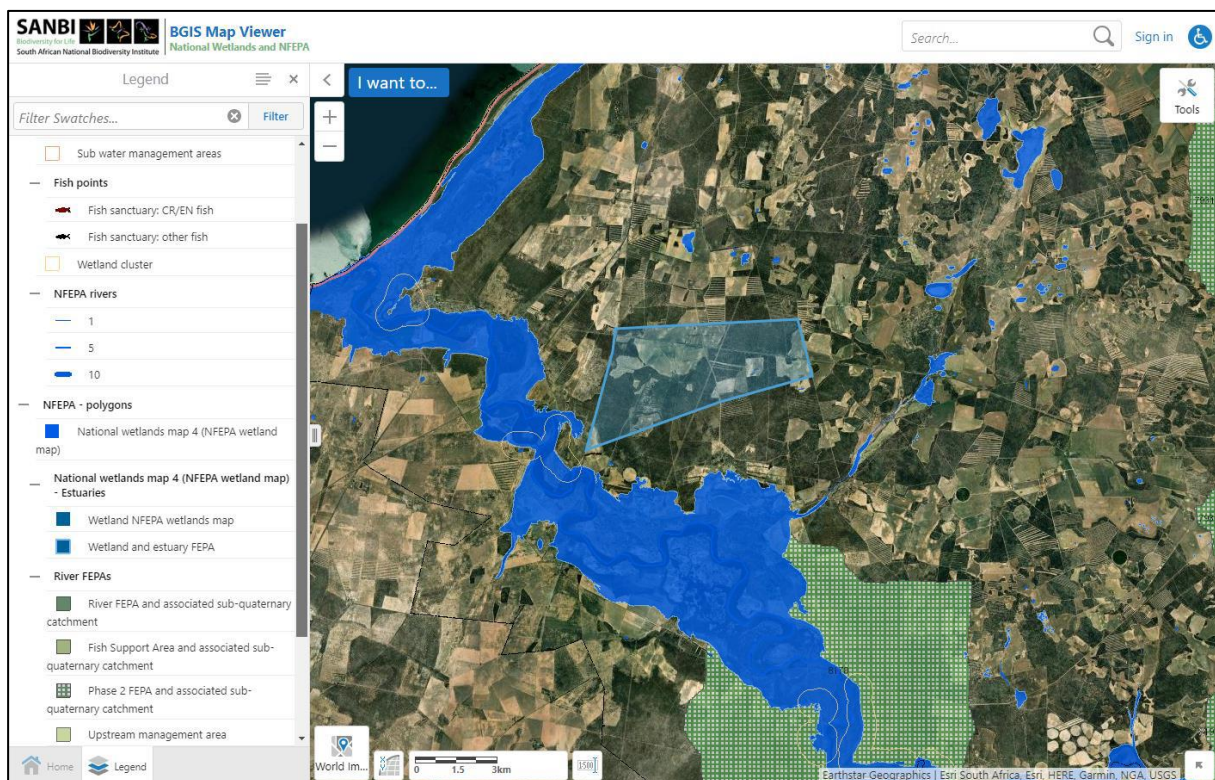 SANBI
Biodiversity for Life
South African National Biodiversity Institute
BGIS Map Viewer
National Wetlands and NFEPA
Search...
Sign in
Legend
I want to...
Tools
Filter Swatches...
Filter
Sub water management areas
Fish points
Fish sanctuary: CR/EN fish
Fish sanctuary: other fish
Wetland cluster
NFEPA rivers
1
5
10
NFEPA - polygons
National wetlands map 4 (NFEPA wetland
map)
National wetlands map 4 (NFEPA wetland map)
- Estuaries
Wetland NFEPA wetlands map
Wetland and estuary FEPA
River FEPAs
River FEPA and associated sub-quaternary
catchment
Fish Support Area and associated sub-
quaternary catchment
Phase 2 FEPA and associated sub-
quaternary catchment
Upstream management area
Home
Legend
World Im...
0 1.5 3km
Earthstar Geographics | Esri South Africa, Esri, HERE, Garmin,